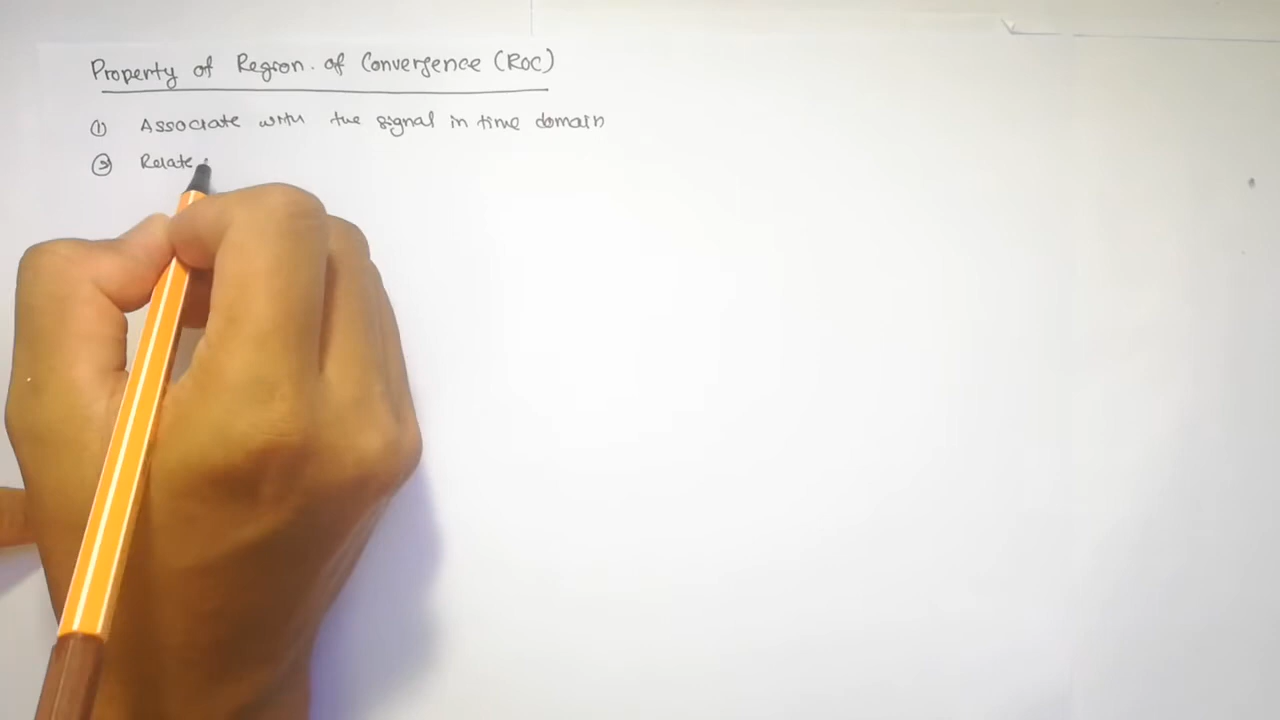 Property of Region. of Convergence (ROC)
① Associate with the signal in time domain
② Relate